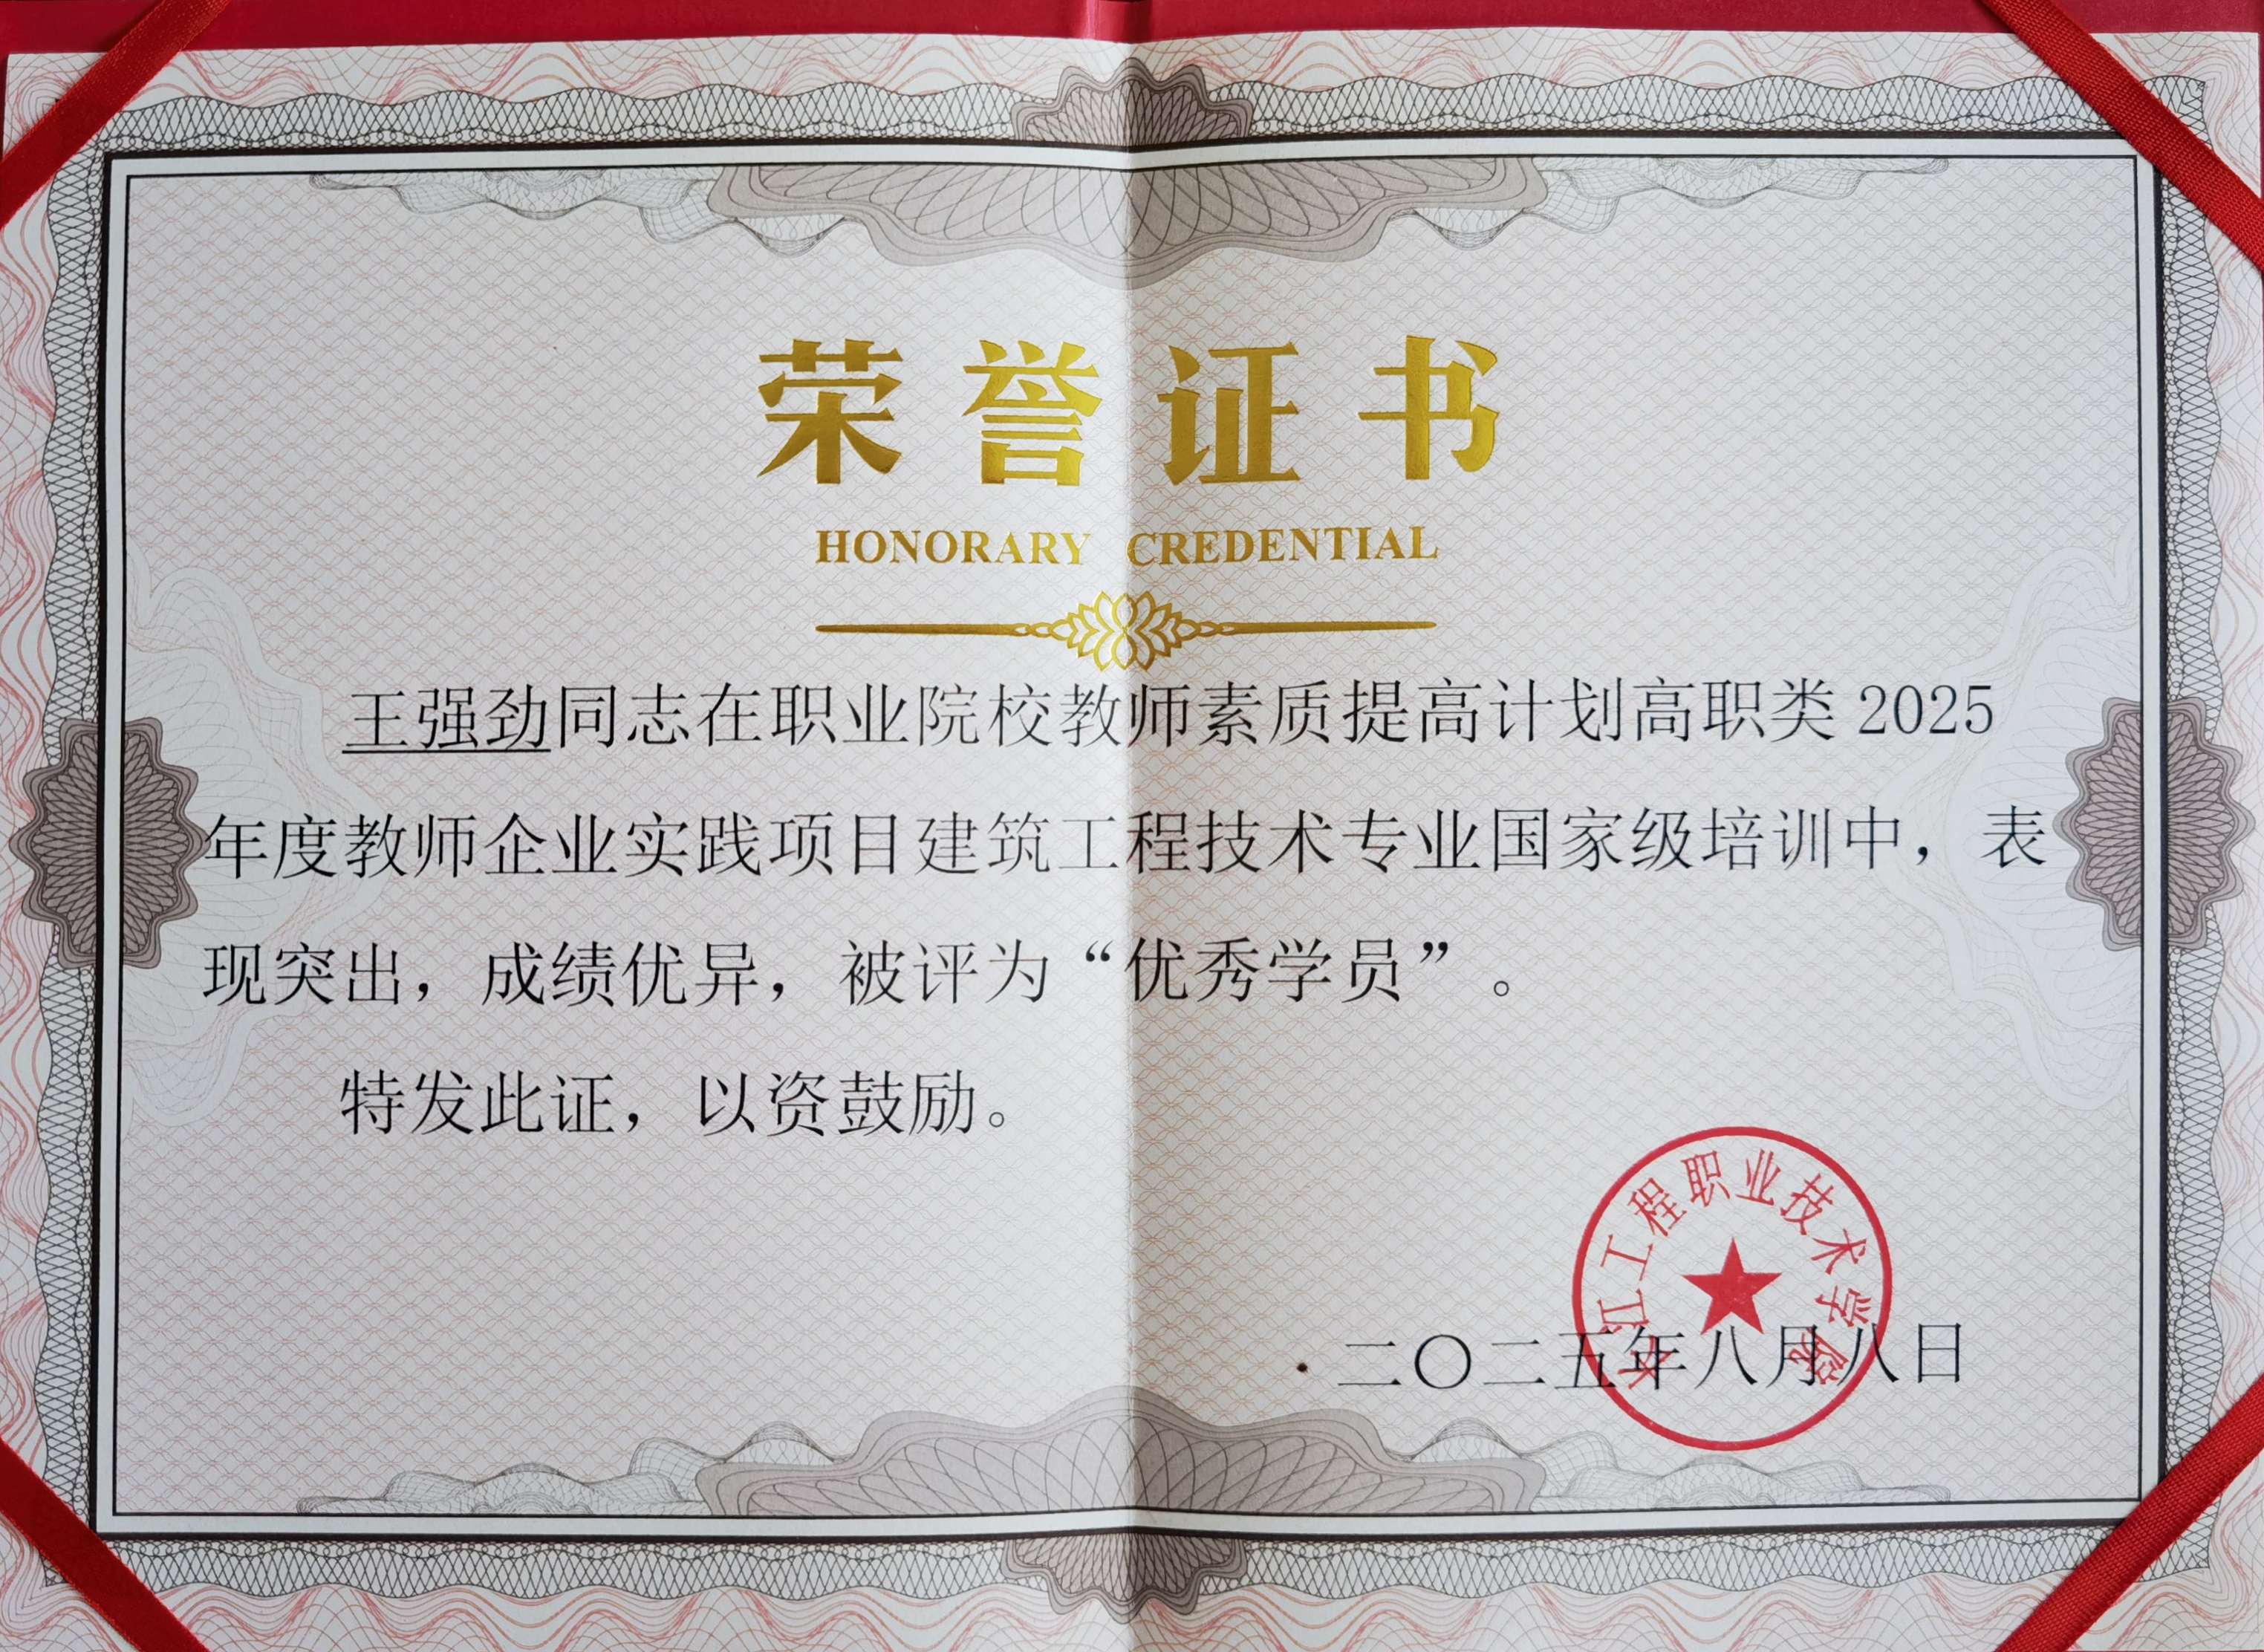 荣誉证书
HONORARY CREDENTIAL
王强劲同志在职业院校教师素质提高计划高职类2025
年度教师企业实践项目建筑工程技术专业国家级培训中，表
现突出，成绩优异，被评为“优秀学员”。
特发此证，以资鼓励。
长江工程职业技术学院
二〇二五年八月八日